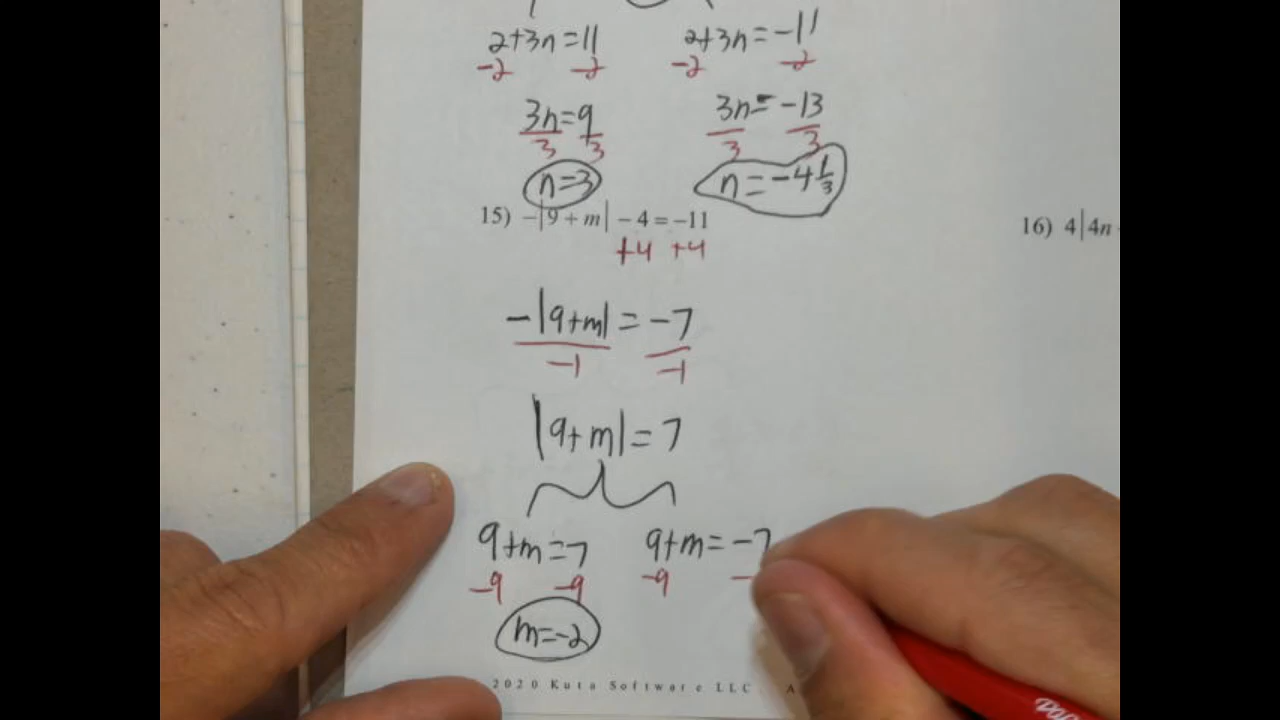 2+3n=11 2+3n=-11
-2 -2 -2 -2
3n=9 3n=-13
3 3 3 3
n=3 n=-4 1/3
15) -|9 + m| - 4 = -11 16) 4|4n
+4 +4
-|9+m| = -7
-1 -1
|9+m| = 7
9+m=7 9+m=-7
-9 -9 -9 -
m=-2
2020 Kuta Software LLC. A